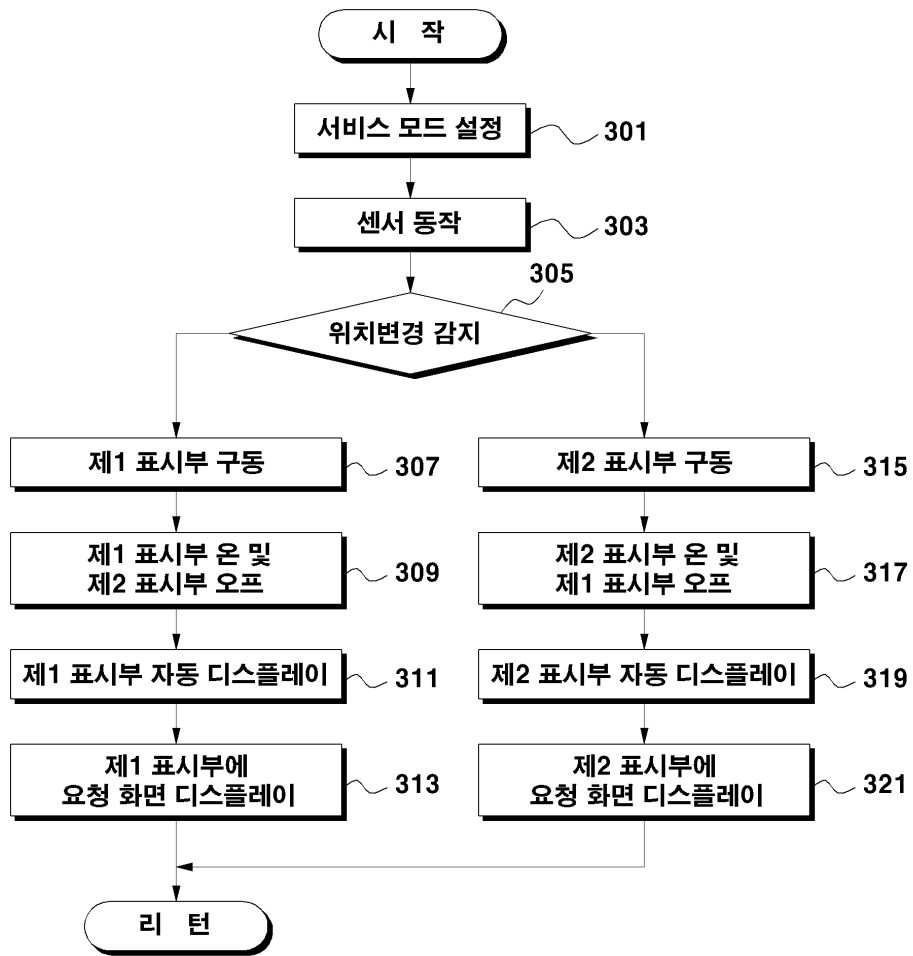 시 작
서비스 모드 설정
301
센서 동작
303
305
위치변경 감지
제1 표시부 구동
307
제1 표시부 온 및
제2 표시부 오프
309
제1 표시부 자동 디스플레이
311
제1 표시부에
요청 화면 디스플레이
313
제2 표시부 구동
315
제2 표시부 온 및
제1 표시부 오프
317
제2 표시부 자동 디스플레이
319
제2 표시부에
요청 화면 디스플레이
321
리 턴